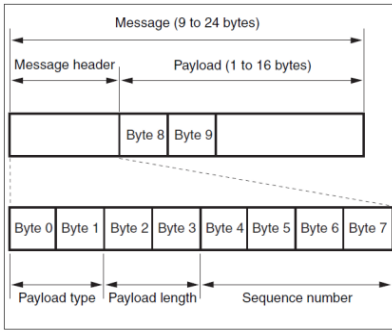 Message (9 to 24 bytes)
Message header Payload (1 to 16 bytes)
Byte 8 Byte 9
Byte 0 Byte 1 Byte 2 Byte 3 Byte 4 Byte 5 Byte 6 Byte 7
Payload type Payload length Sequence number